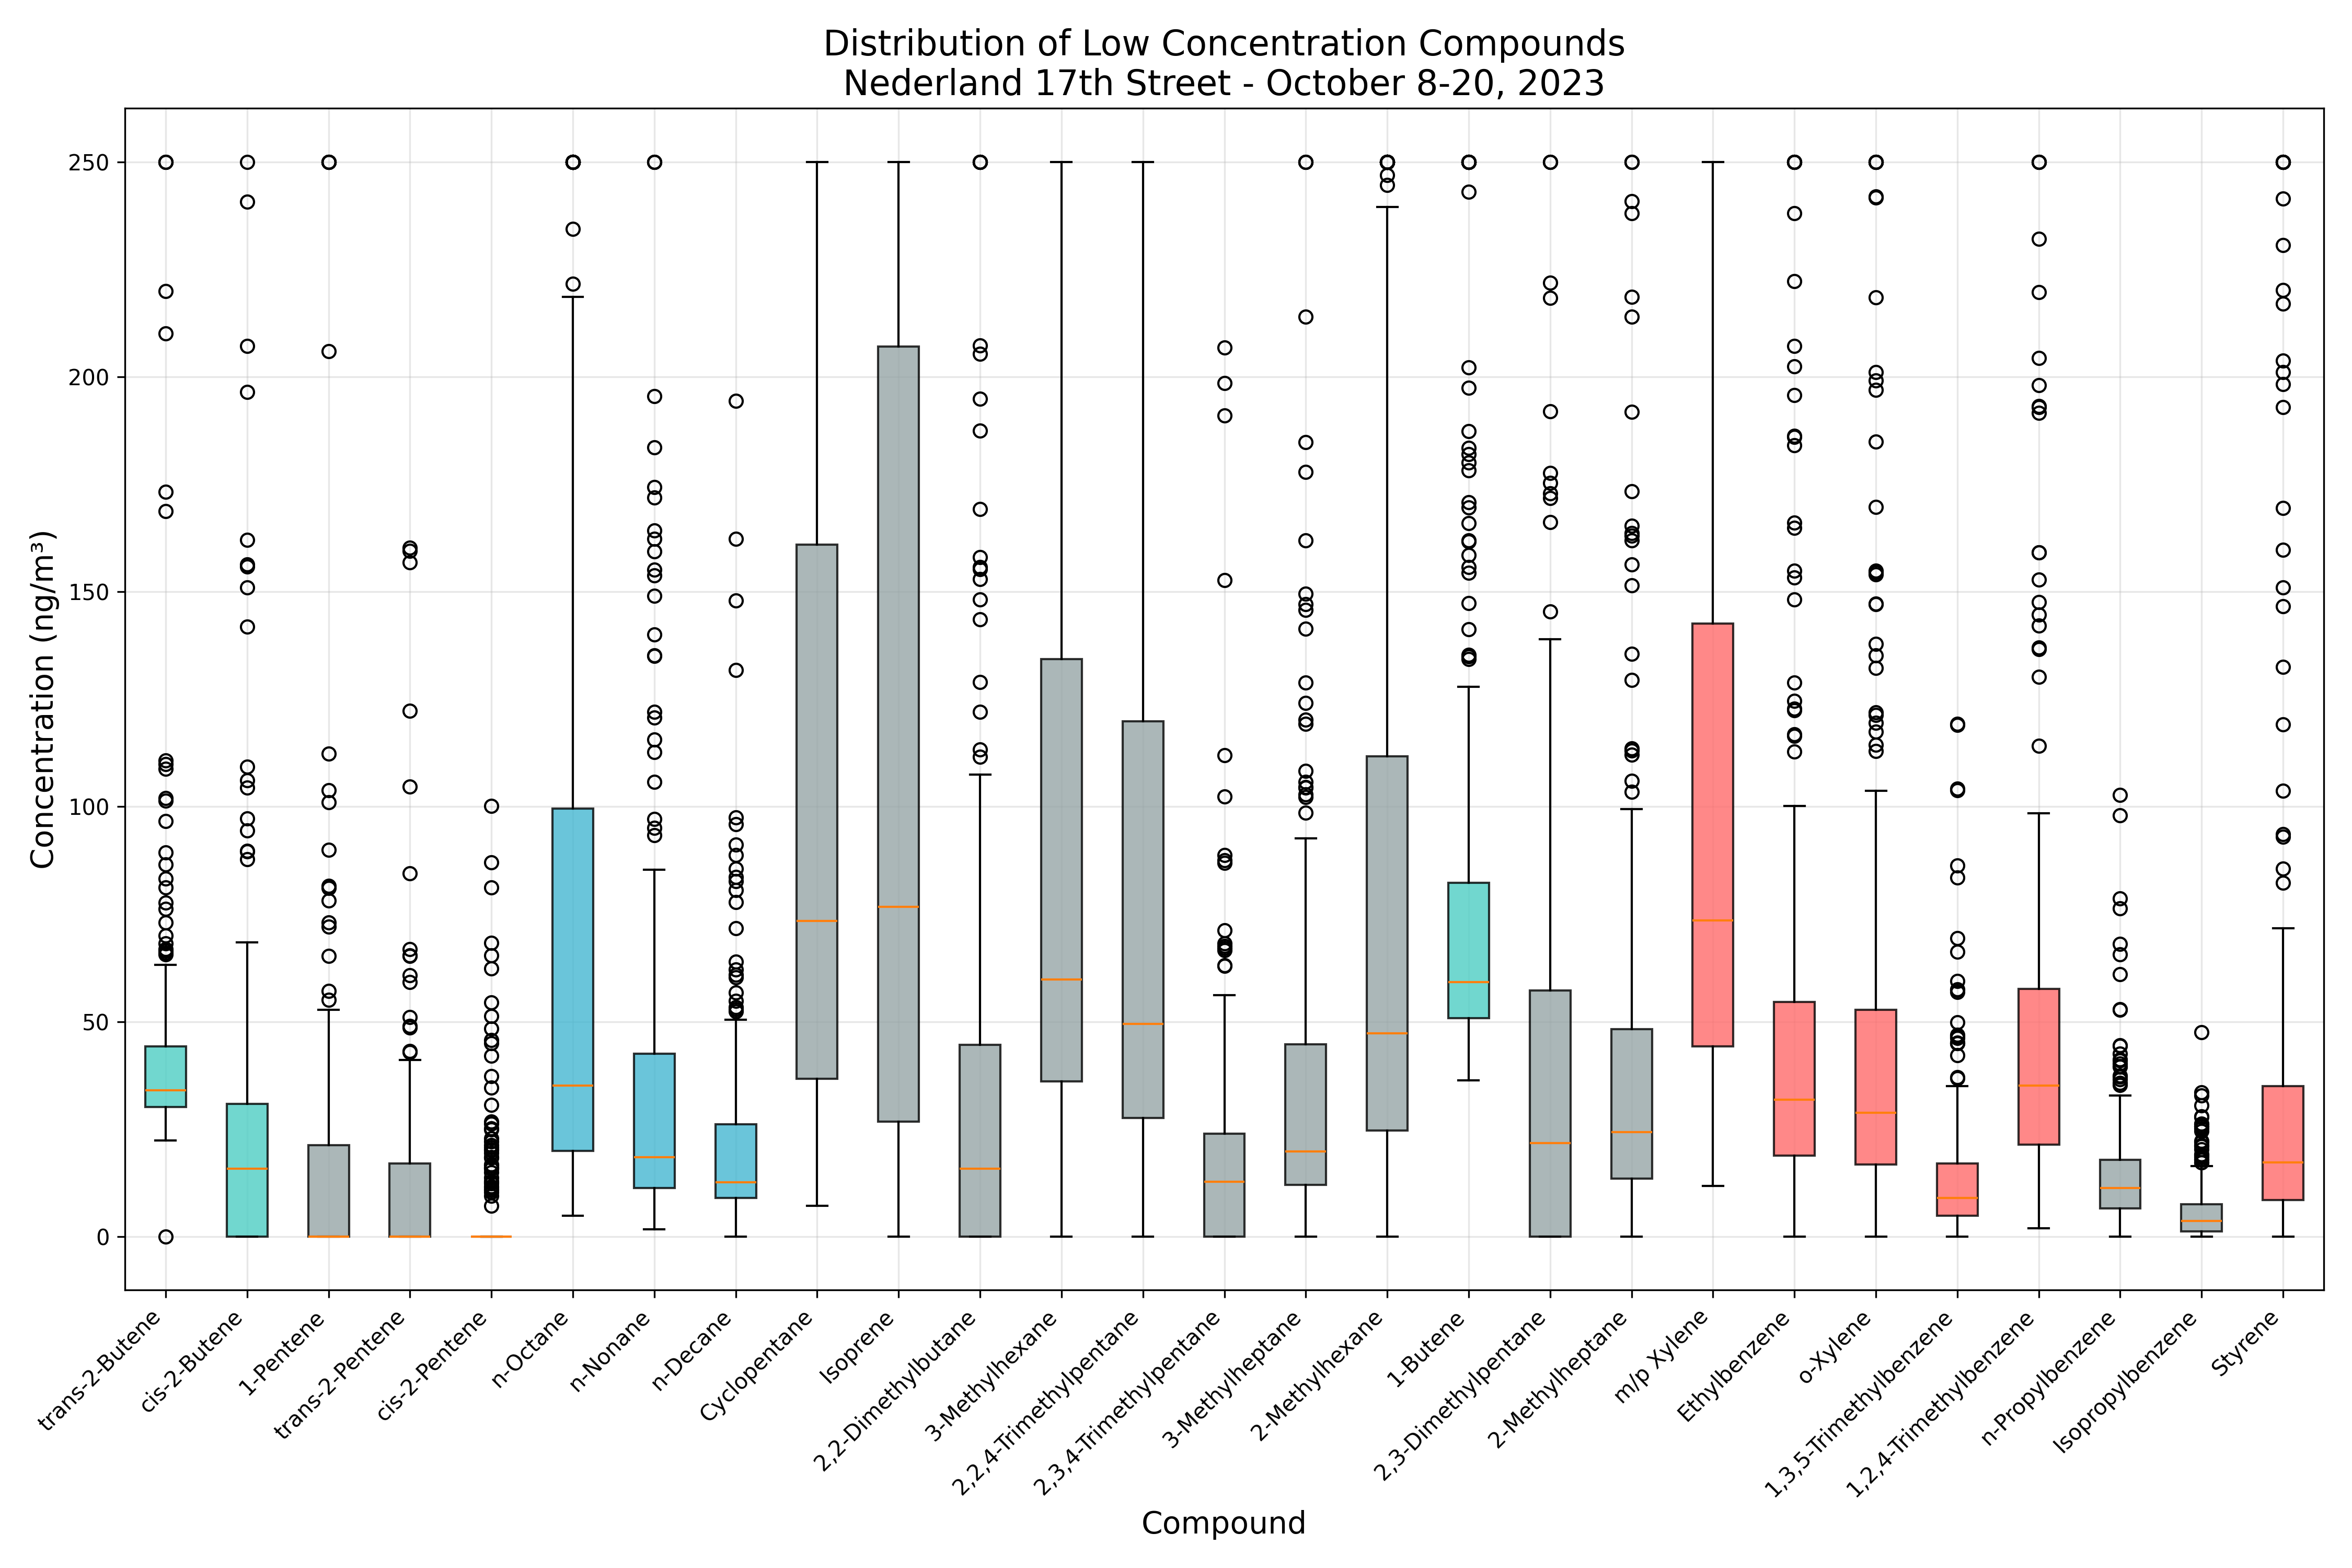 Distribution of Low Concentration Compounds
Nederland 17th Street - October 8-20, 2023
Concentration (ng/m³)
250
200
150
100
50
0
trans-2-Butene
cis-2-Butene
1-Pentene
trans-2-Pentene
cis-2-Pentene
n-Octane
n-Nonane
n-Decane
Cyclopentane
Isoprene
2,2-Dimethylbutane
3-Methylhexane
2,2,4-Trimethylpentane
2,3,4-Trimethylpentane
3-Methylheptane
2-Methylhexane
1-Butene
2,3-Dimethylpentane
2-Methylheptane
m/p Xylene
Ethylbenzene
o-Xylene
1,3,5-Trimethylbenzene
1,2,4-Trimethylbenzene
n-Propylbenzene
Isopropylbenzene
Styrene
Compound